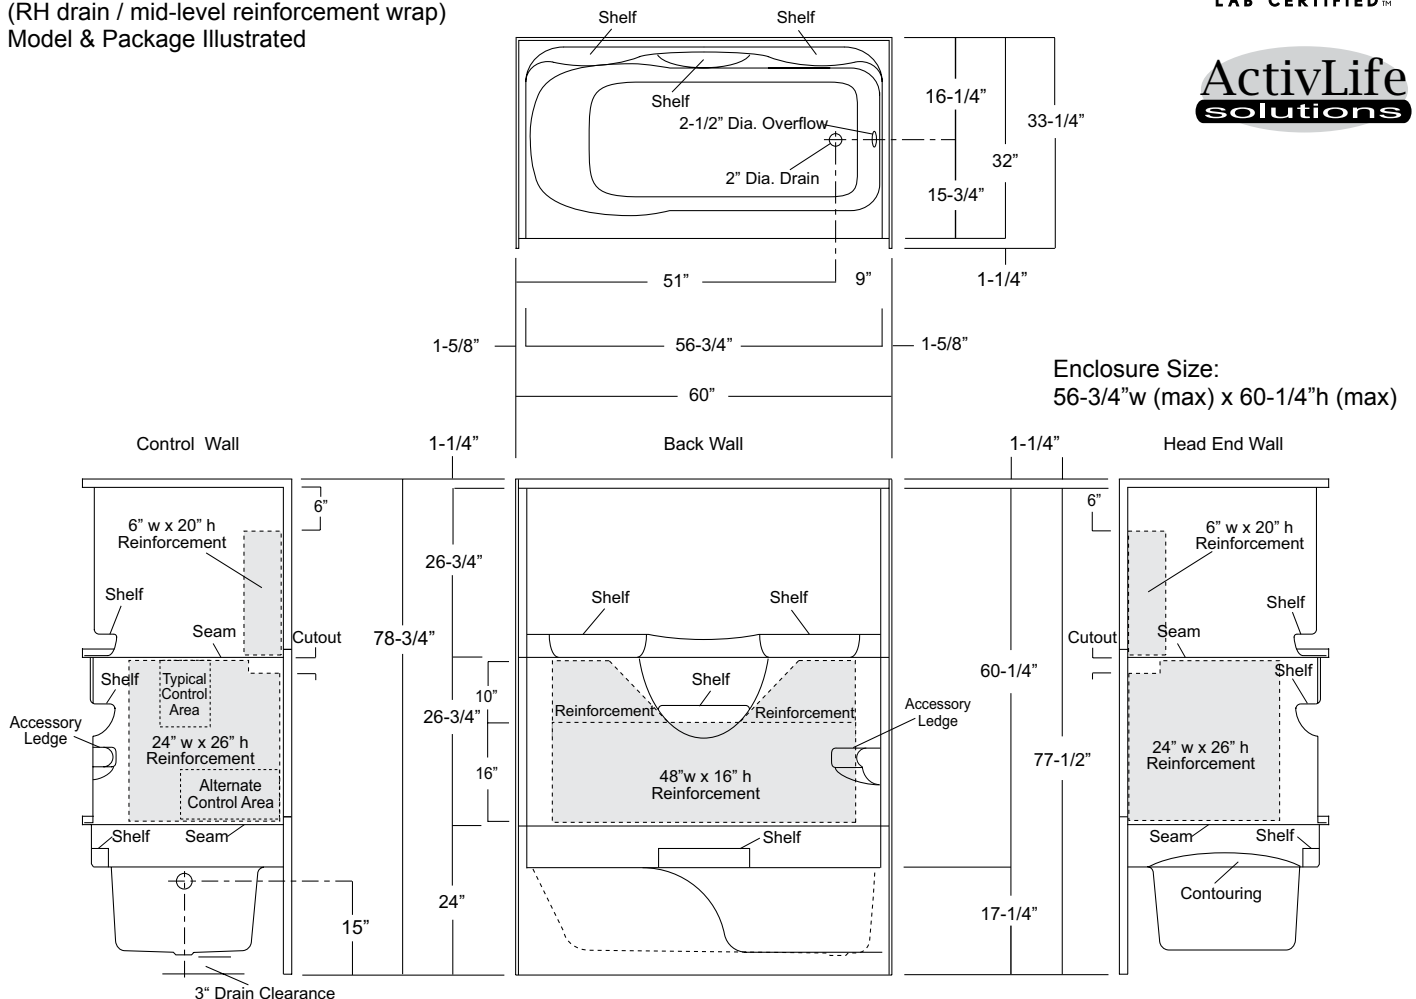 (RH drain / mid-level reinforcement wrap)
Model & Package Illustrated
LAB CERTIFIED™
ActivLife
solutions
Shelf
Shelf
Shelf
2-1/2” Dia. Overflow
2” Dia. Drain
16-1/4”
33-1/4”
32”
15-3/4”
51”
9”
1-1/4”
1-5/8”
56-3/4”
1-5/8”
60”
Enclosure Size:
56-3/4”w (max) x 60-1/4”h (max)
Control Wall
1-1/4”
Back Wall
1-1/4”
Head End Wall
6”
6” w x 20” h
Reinforcement
Shelf
Seam
Cutout
78-3/4”
26-3/4”
Shelf
Typical
Control
Area
Accessory
Ledge
24” w x 26” h
Reinforcement
Alternate
Control Area
Shelf
Seam
15”
3“ Drain Clearance
10”
26-3/4”
16”
24”
Shelf
Shelf
Shelf
Reinforcement
Reinforcement
48”w x 16” h
Reinforcement
Accessory
Ledge
Shelf
60-1/4”
77-1/2”
17-1/4”
6”
6” w x 20” h
Reinforcement
Shelf
Cutout
Seam
Shelf
24” w x 26” h
Reinforcement
Seam
Shelf
Contouring